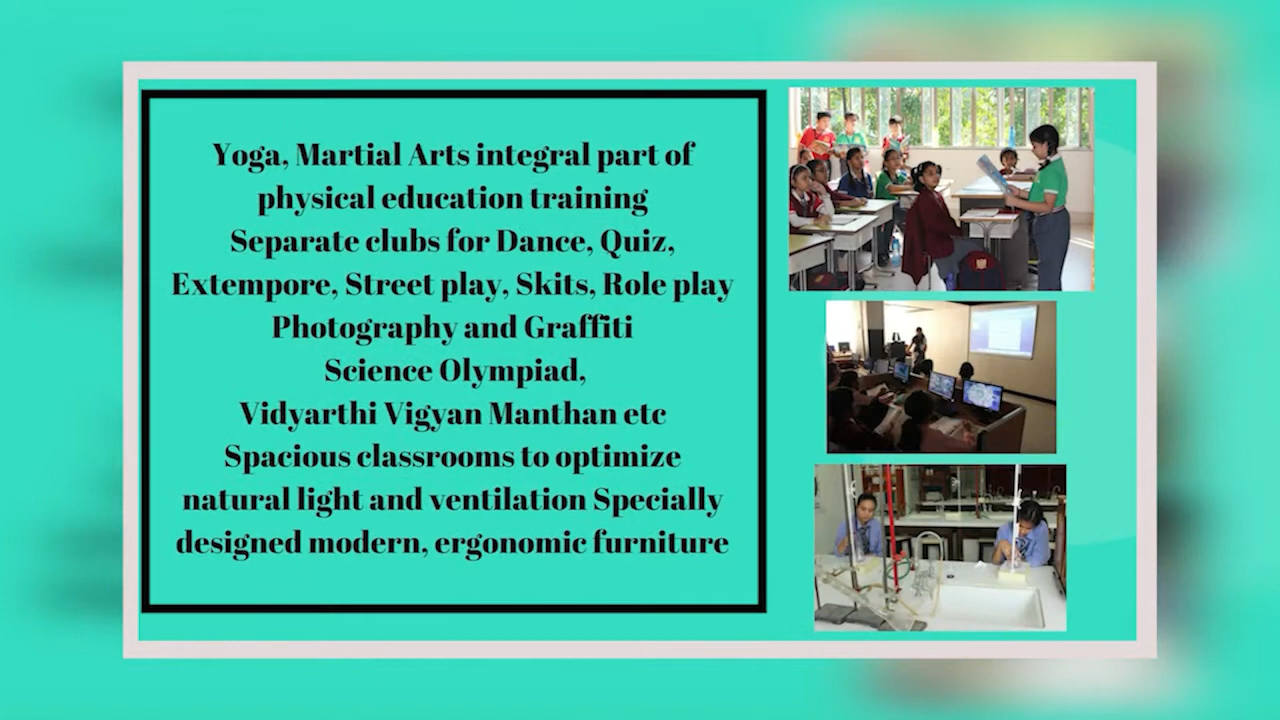 Yoga, Martial Arts integral part of
physical education training
Separate clubs for Dance, Quiz,
Extempore, Street play, Skits, Role play
Photography and Graffiti
Science Olympiad,
Vidyarthi Vigyan Manthan etc
Spacious classrooms to optimize
natural light and ventilation Specially
designed modern, ergonomic furniture